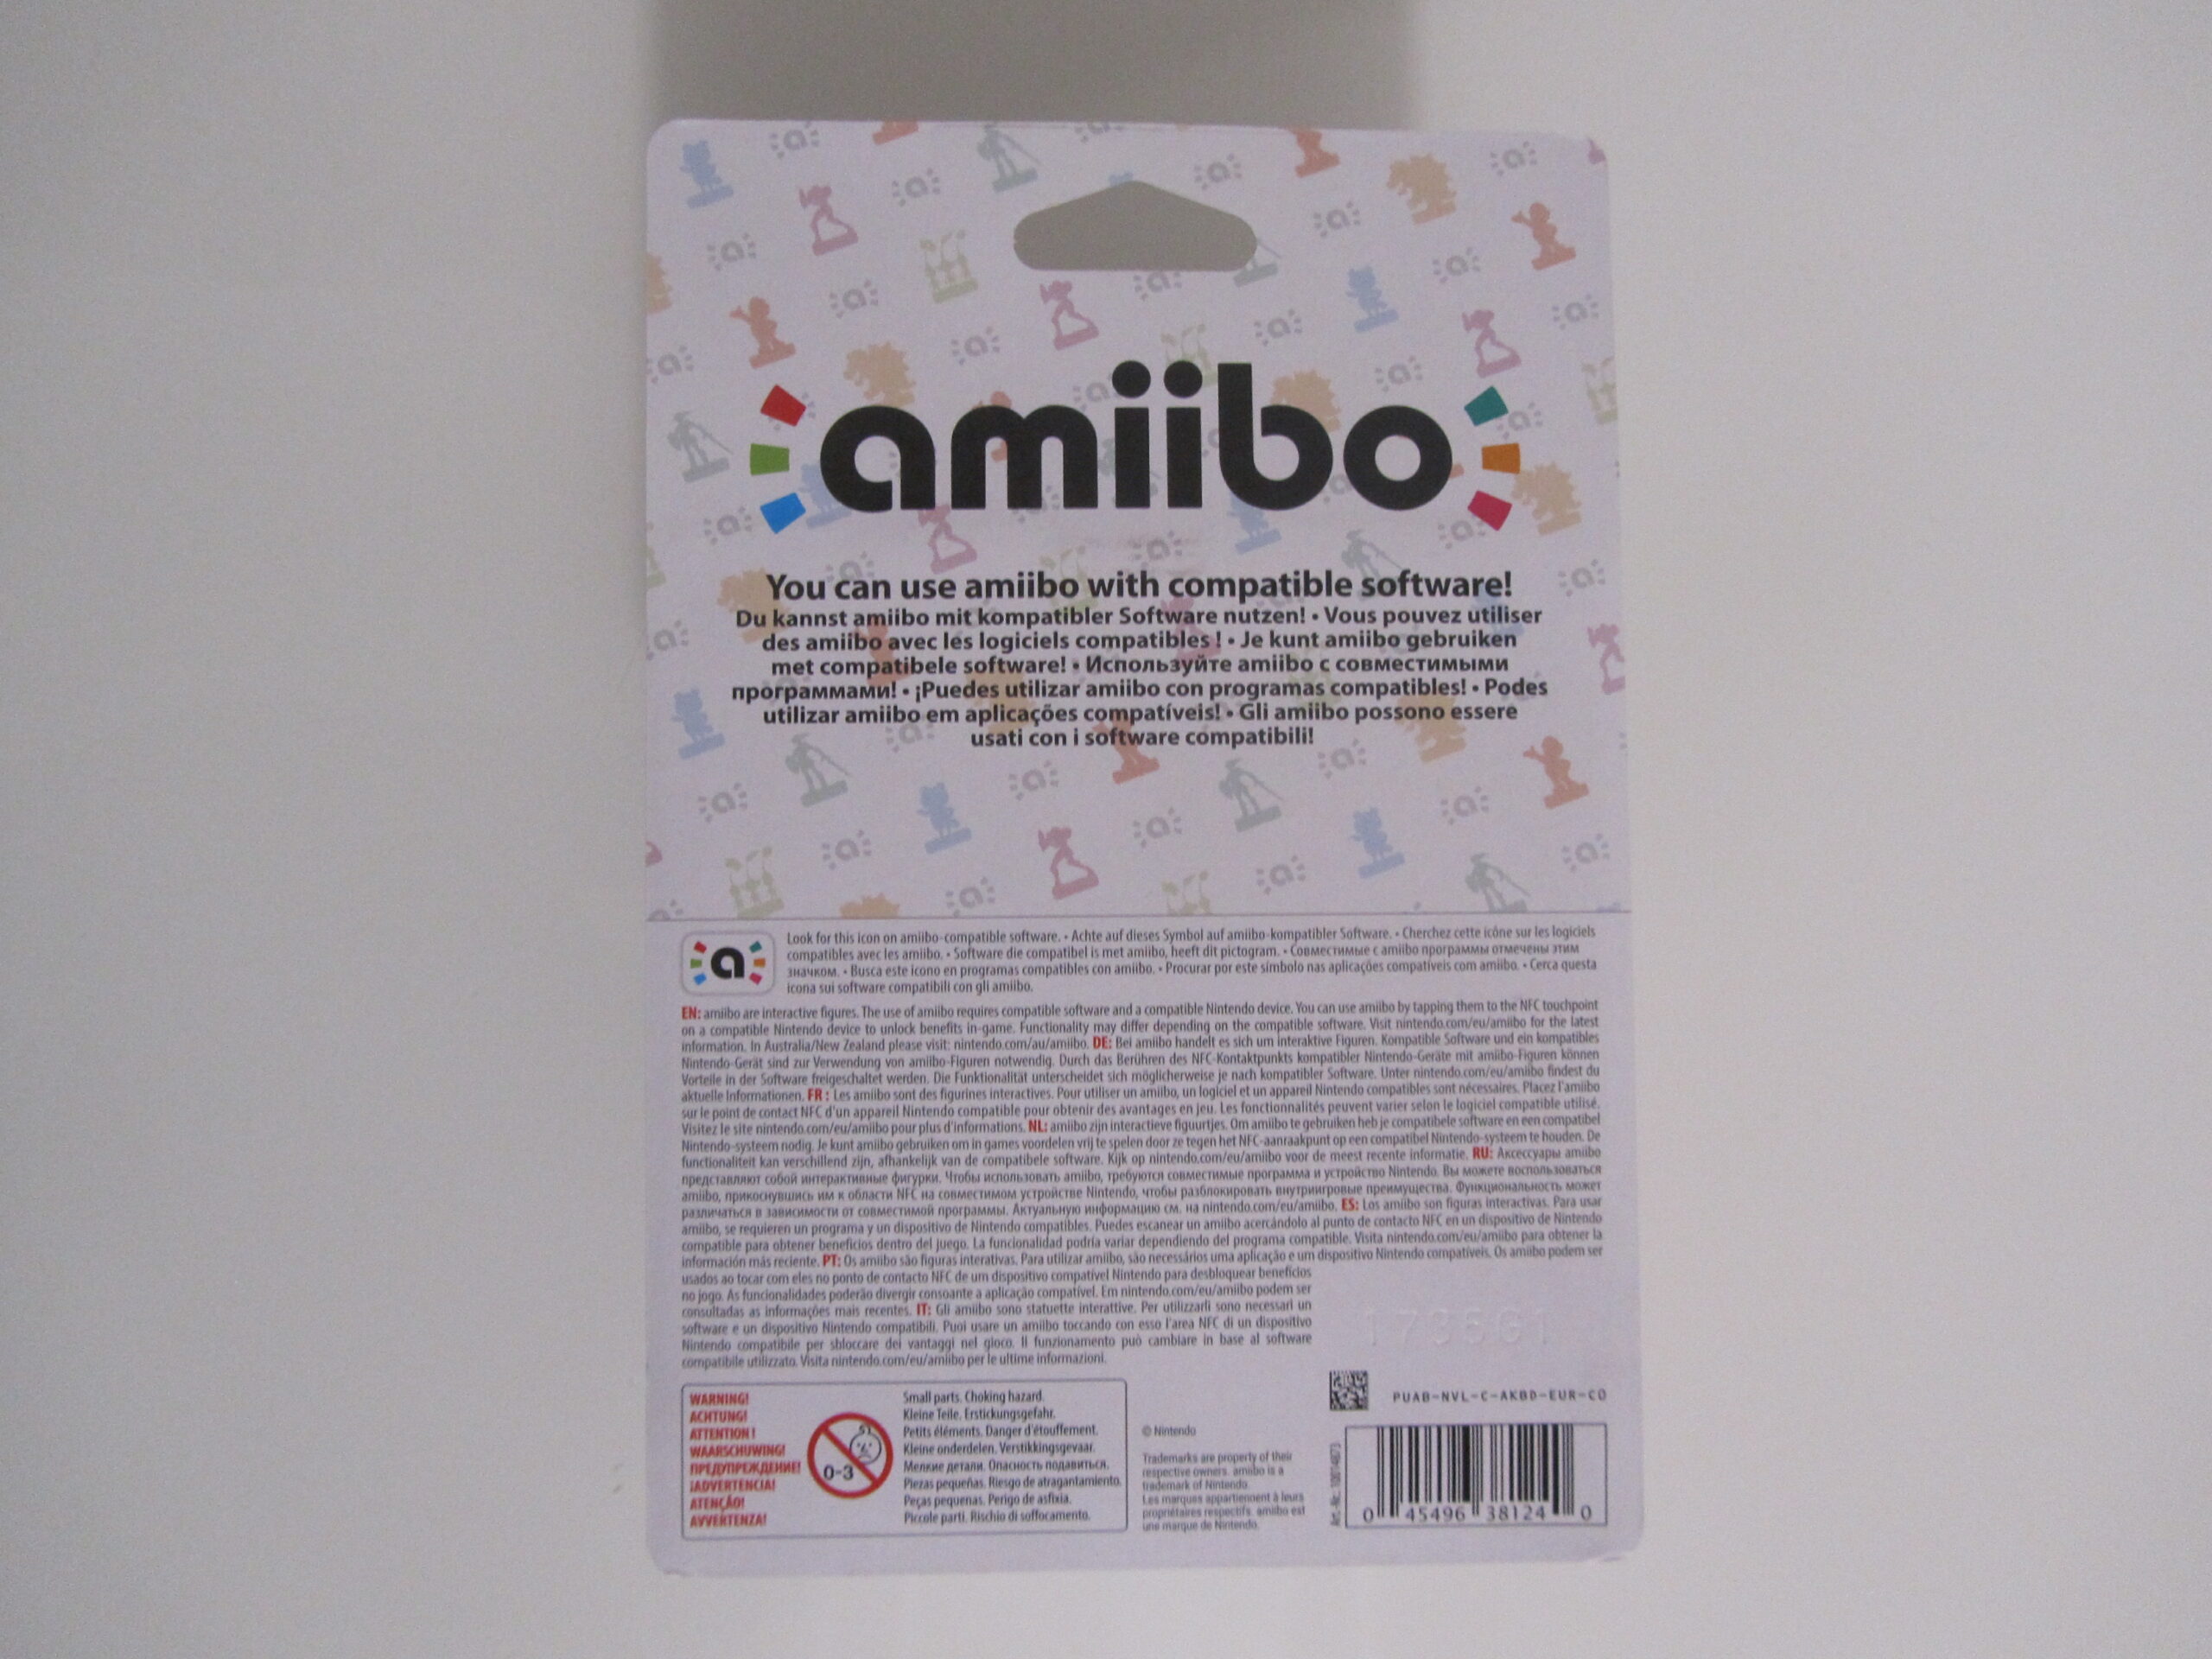 amiibo
You can use amiibo with compatible software!
Du kannst amiibo mit kompatibler Software nutzen! • Vous pouvez utiliser
des amiibo avec les logiciels compatibles ! • Je kunt amiibo gebruiken
met compatibele software! • Используйте amiibo с совместимыми
программами! • ¡Puedes utilizar amiibo con programas compatibles! • Podes
utilizar amiibo em aplicações compatíveis! • Gli amiibo possono essere
usati con i software compatibili!
a
Look for this icon on amiibo-compatible software. • Achte auf dieses Symbol auf amiibo-kompatibler Software. • Cherchez cette icône sur les logiciels
compatibles avec les amiibo. • Software die compatibel is met amiibo, heeft dit pictogram. • Совместимые с amiibo программы отмечены этим
значком. • Busca este icono en programas compatibles con amiibo. • Procurar por este símbolo nas aplicações compatíveis com amiibo. • Cerca questa
icona sui software compatibili con gli amiibo.
EN: amiibo are interactive figures. The use of amiibo requires compatible software and a compatible Nintendo device. You can use amiibo by tapping them to the NFC touchpoint
on a compatible Nintendo device to unlock benefits in-game. Functionality may differ depending on the compatible software. Visit nintendo.com/eu/amiibo for the latest
information. In Australia/New Zealand please visit: nintendo.com/au/amiibo. DE: Bei amiibo handelt es sich um interaktive Figuren. Kompatible Software und ein kompatibles
Nintendo-Gerät sind zur Verwendung von amiibo-Figuren notwendig. Durch das Berühren des NFC-Kontaktpunkts kompatibler Nintendo-Geräte mit amiibo-Figuren können
Vorteile in der Software freigeschaltet werden. Die Funktionalität unterscheidet sich möglicherweise je nach kompatibler Software. Unter nintendo.com/eu/amiibo findest du
aktuelle Informationen. FR : Les amiibo sont des figurines interactives. Pour utiliser un amiibo, un logiciel et un appareil Nintendo compatibles sont nécessaires. Placez l'amiibo
sur le point de contact NFC d'un appareil Nintendo compatible pour obtenir des avantages en jeu. Les fonctionnalités peuvent varier selon le logiciel compatible utilisé.
Visitez le site nintendo.com/eu/amiibo pour plus d'informations. NL: amiibo zijn interactieve figuurtjes. Om amiibo te gebruiken heb je compatibele software en een compatibel
Nintendo-systeem nodig. Je kunt amiibo gebruiken om in games voordelen vrij te spelen door ze tegen het NFC-aanraakpunt op een compatibel Nintendo-systeem te houden. De
functionaliteit kan verschillend zijn, afhankelijk van de compatibele software. Kijk op nintendo.com/eu/amiibo voor de meest recente informatie. RU: Аксессуары amiibo
представляют собой интерактивные фигурки. Чтобы использовать amiibo, требуются совместимые программа и устройство Nintendo. Вы можете воспользоваться
amiibo, прикоснувшись им к области NFC на совместимом устройстве Nintendo, чтобы разблокировать внутриигровые преимущества. Функциональность может
различаться в зависимости от совместимой программы. Актуальную информацию см. на nintendo.com/eu/amiibo. ES: Los amiibo son figuras interactivas. Para usar
amiibo, se requieren un programa y un dispositivo de Nintendo compatibles. Puedes escanear un amiibo acercándolo al punto de contacto NFC en un dispositivo de Nintendo
compatible para obtener beneficios dentro del juego. La funcionalidad podría variar dependiendo del programa compatible. Visita nintendo.com/eu/amiibo para obtener la
información más reciente. PT: Os amiibo são figuras interativas. Para utilizar amiibo, são necessários uma aplicação e um dispositivo Nintendo compatíveis. Os amiibo podem ser
usados ao tocar com eles no ponto de contacto NFC de um dispositivo compatível Nintendo para desbloquear benefícios
no jogo. As funcionalidades poderão divergir consoante a aplicação compatível. Em nintendo.com/eu/amiibo podem ser
consultadas as informações mais recentes. IT: Gli amiibo sono statuette interattive. Per utilizzarli sono necessari un
software e un dispositivo Nintendo compatibili. Puoi usare un amiibo toccando con esso l'area NFC di un dispositivo
Nintendo compatibile per sbloccare dei vantaggi nel gioco. Il funzionamento può cambiare in base al software
compatibile utilizzato. Visita nintendo.com/eu/amiibo per le ultime informazioni.
WARNING!
ACHTUNG!
ATTENTION !
WAARSCHUWING!
ПРЕДУПРЕЖДЕНИЕ!
¡ADVERTENCIA!
ATENÇÃO!
AVVERTENZA!
0-3
Small parts. Choking hazard.
Kleine Teile. Erstickungsgefahr.
Petits éléments. Danger d'étouffement.
Kleine onderdelen. Verstikkingsgevaar.
Мелкие детали. Опасность подавиться.
Piezas pequeñas. Riesgo de atragantamiento.
Peças pequenas. Perigo de asfixia.
Piccole parti. Rischio di soffocamento.
© Nintendo
Trademarks are property of their
respective owners. amiibo is a
trademark of Nintendo.
Les marques appartiennent à leurs
propriétaires respectifs. amiibo est
une marque de Nintendo.
PUAB-NVL-C-AKBD-EUR-C0
0 45496 38124 0